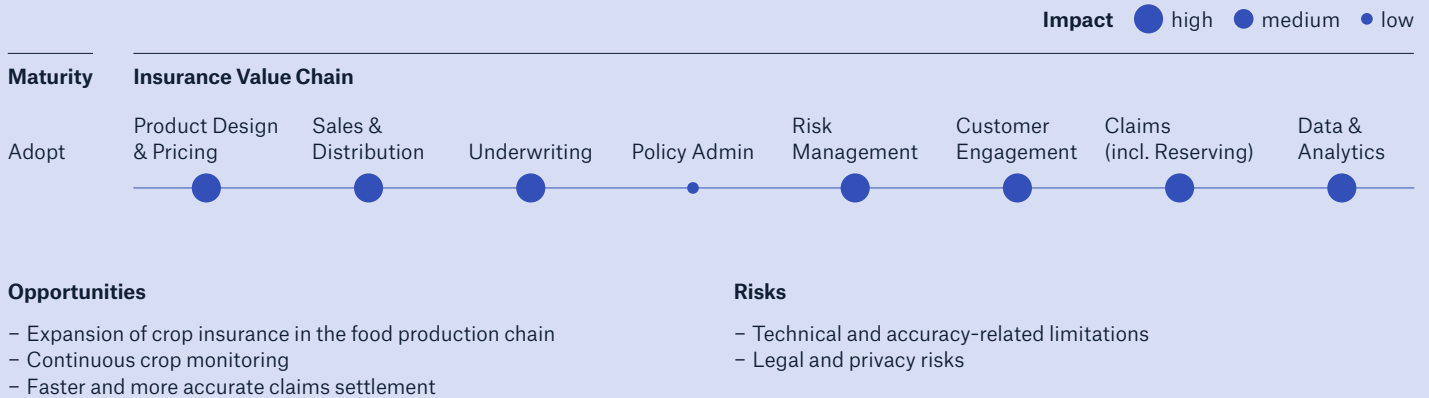 Impact high medium low
Maturity Insurance Value Chain
Adopt
Product Design
& Pricing
Sales &
Distribution
Underwriting
Policy Admin
Risk
Management
Customer
Engagement
Claims
(incl. Reserving)
Data &
Analytics
Opportunities
– Expansion of crop insurance in the food production chain
– Continuous crop monitoring
– Faster and more accurate claims settlement
Risks
– Technical and accuracy-related limitations
– Legal and privacy risks